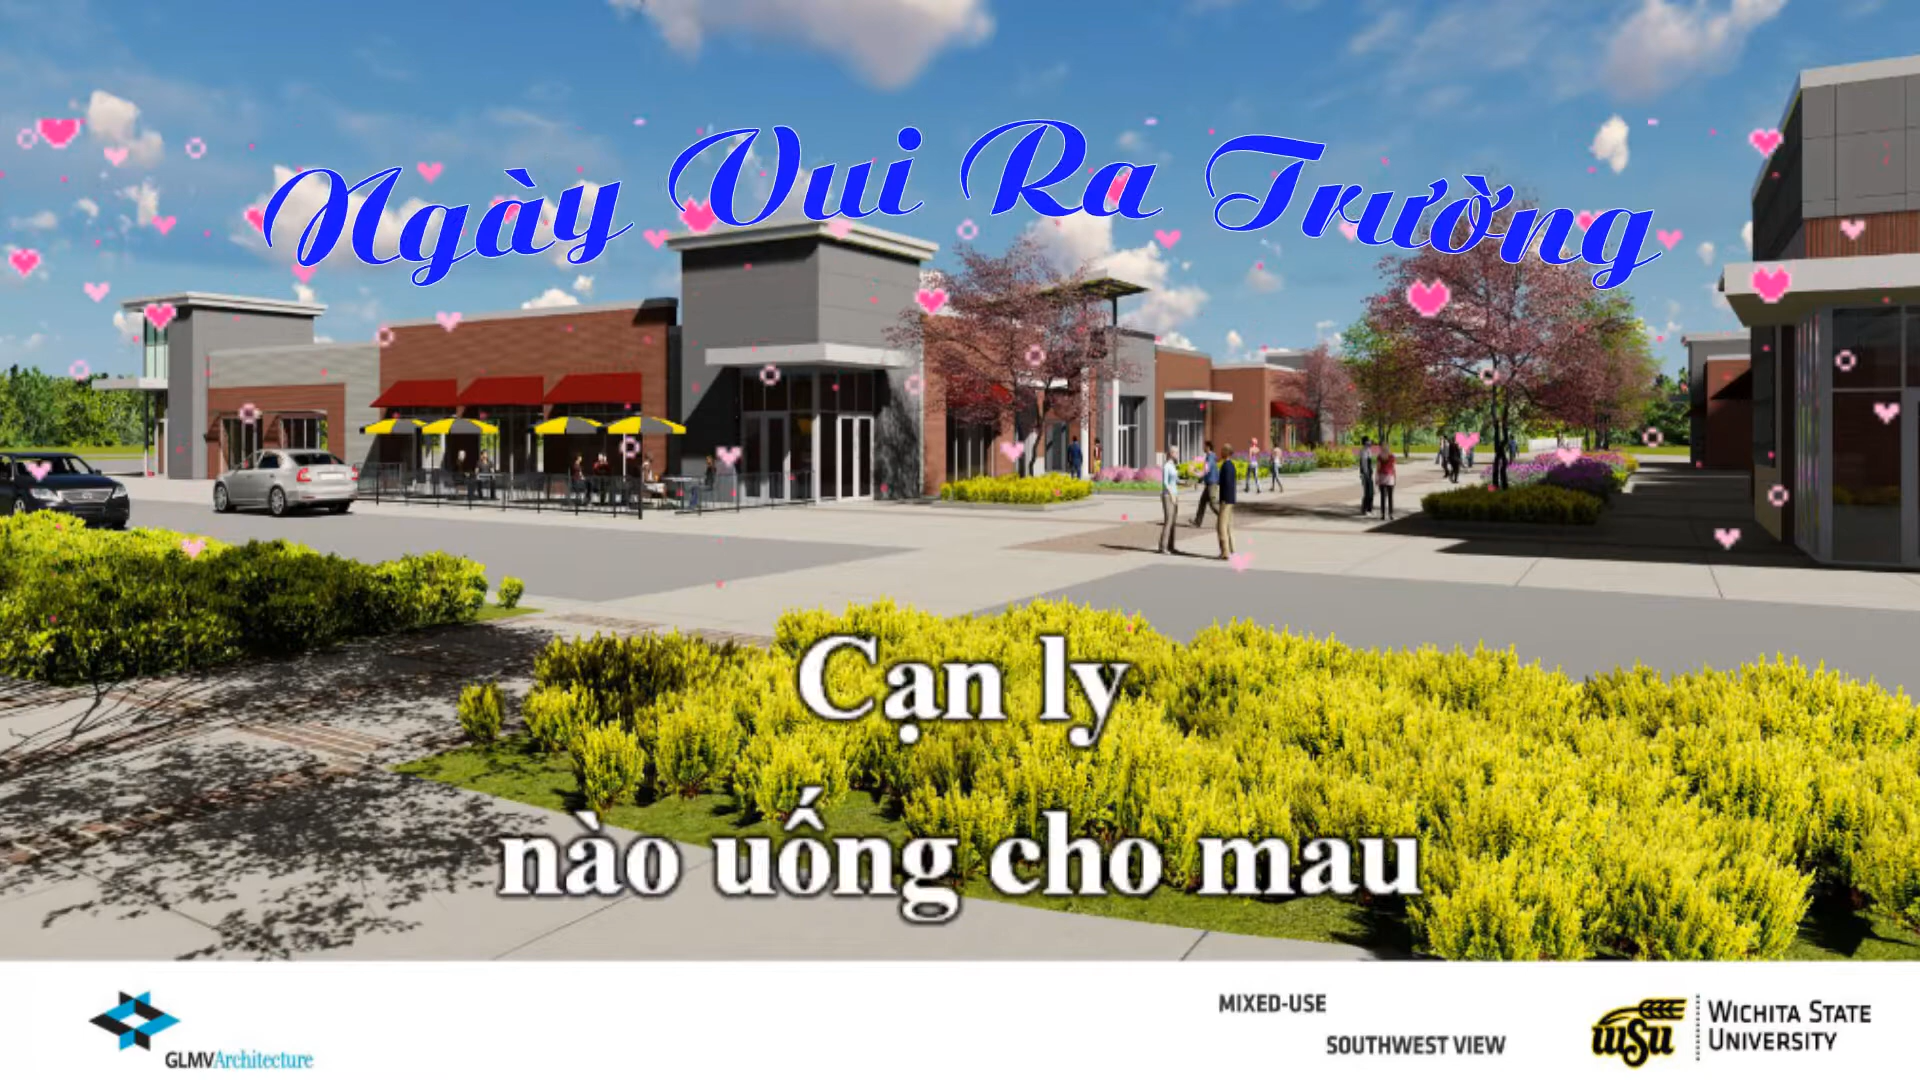 Ngày Vui Ra Trường
Cạn ly
nào uống cho mau
GLMVArchitecture
MIXED-USE
SOUTHWEST VIEW
WSU
WICHITA STATE
UNIVERSITY